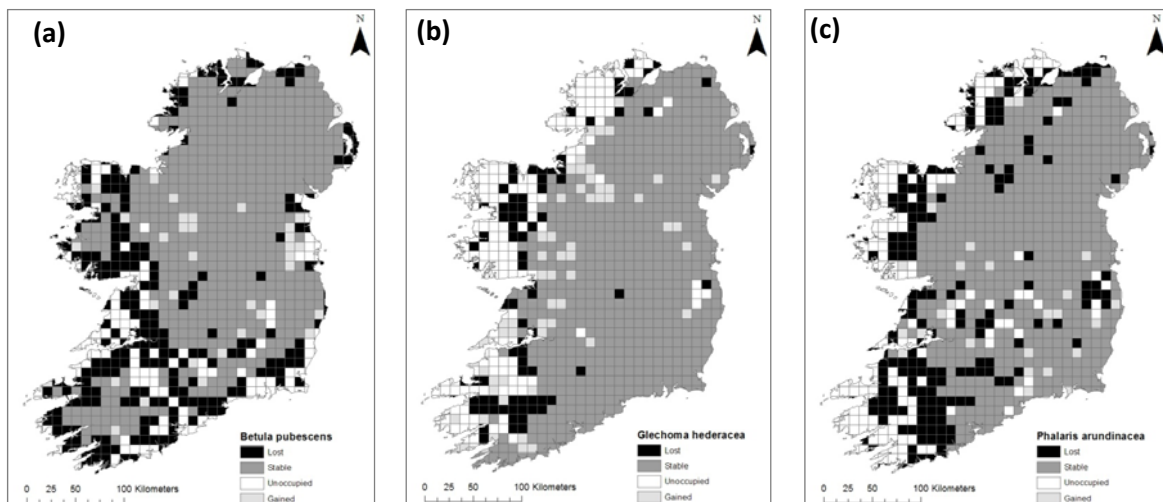 (a)
N
Betula pubescens
Lost
Stable
Unoccupied
Gained
0 25 50 100 Kilometers
(b)
N
Glechoma hederacea
Lost
Stable
Unoccupied
Gained
0 25 50 100 Kilometers
(c)
N
Phalaris arundinacea
Lost
Stable
Unoccupied
Gained
0 25 50 100 Kilometers